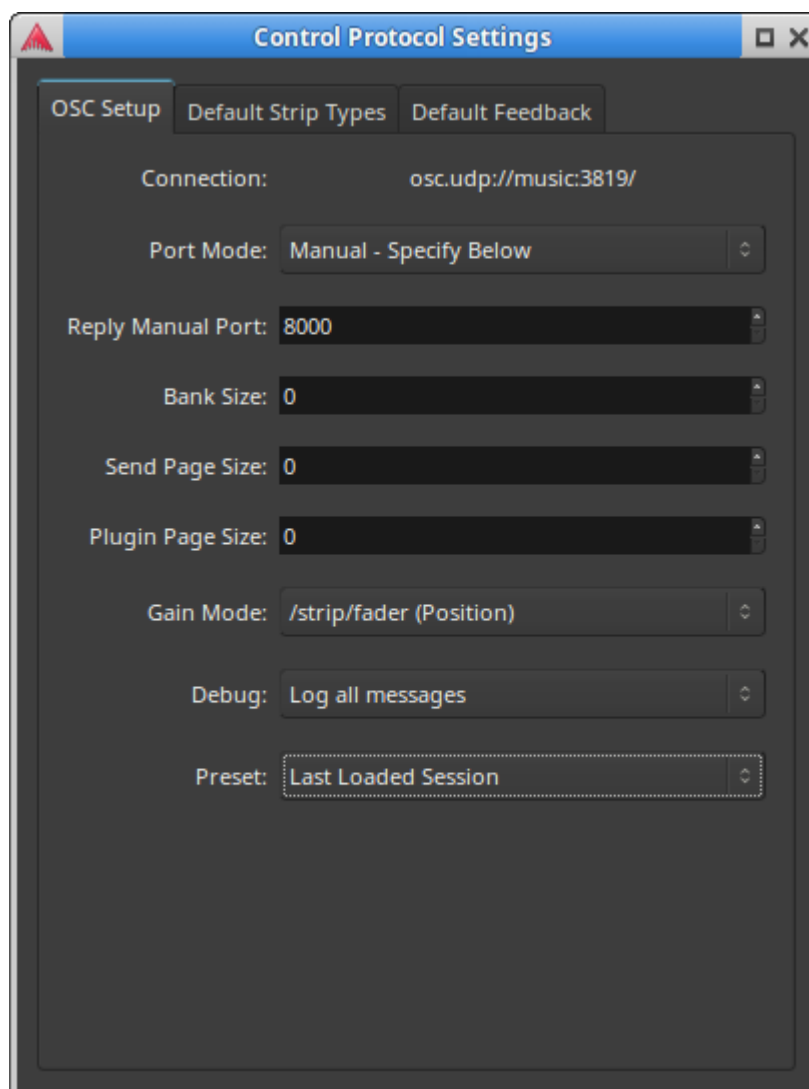 Control Protocol Settings
OSC Setup Default Strip Types Default Feedback
Connection: osc.udp://music:3819/
Port Mode: Manual - Specify Below
Reply Manual Port: 8000
Bank Size: 0
Send Page Size: 0
Plugin Page Size: 0
Gain Mode: /strip/fader (Position)
Debug: Log all messages
Preset: Last Loaded Session